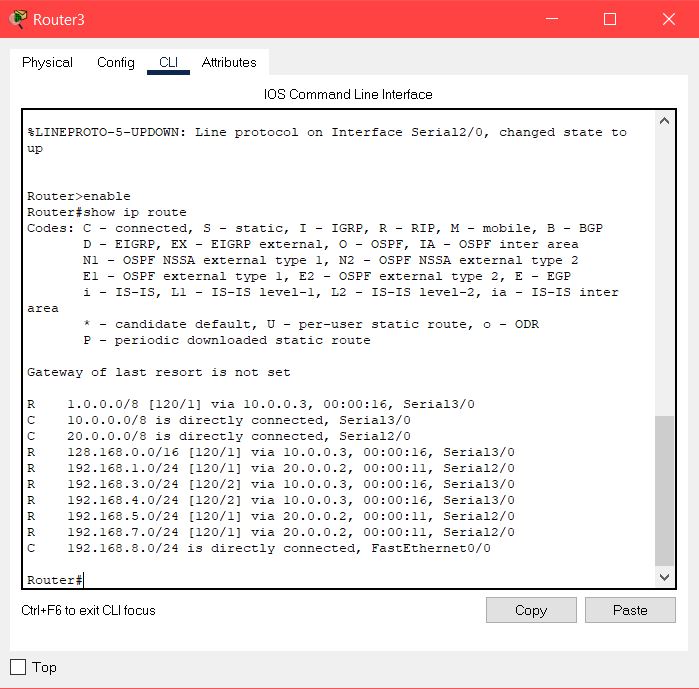 Router3
Physical Config CLI Attributes
IOS Command Line Interface
%LINEPROTO-5-UPDOWN: Line protocol on Interface Serial2/0, changed state to
up
Router>enable
Router#show ip route
Codes: C - connected, S - static, I - IGRP, R - RIP, M - mobile, B - BGP
D - EIGRP, EX - EIGRP external, O - OSPF, IA - OSPF inter area
N1 - OSPF NSSA external type 1, N2 - OSPF NSSA external type 2
E1 - OSPF external type 1, E2 - OSPF external type 2, E - EGP
i - IS-IS, L1 - IS-IS level-1, L2 - IS-IS level-2, ia - IS-IS inter
area
* - candidate default, U - per-user static route, o - ODR
P - periodic downloaded static route
Gateway of last resort is not set
R 1.0.0.0/8 [120/1] via 10.0.0.3, 00:00:16, Serial3/0
C 10.0.0.0/8 is directly connected, Serial3/0
C 20.0.0.0/8 is directly connected, Serial2/0
R 128.168.0.0/16 [120/1] via 10.0.0.3, 00:00:16, Serial3/0
R 192.168.1.0/24 [120/1] via 20.0.0.2, 00:00:11, Serial2/0
R 192.168.3.0/24 [120/2] via 10.0.0.3, 00:00:16, Serial3/0
R 192.168.4.0/24 [120/2] via 10.0.0.3, 00:00:16, Serial3/0
R 192.168.5.0/24 [120/1] via 20.0.0.2, 00:00:11, Serial2/0
R 192.168.7.0/24 [120/1] via 20.0.0.2, 00:00:11, Serial2/0
C 192.168.8.0/24 is directly connected, FastEthernet0/0
Router#
Ctrl+F6 to exit CLI focus
Copy Paste
Top